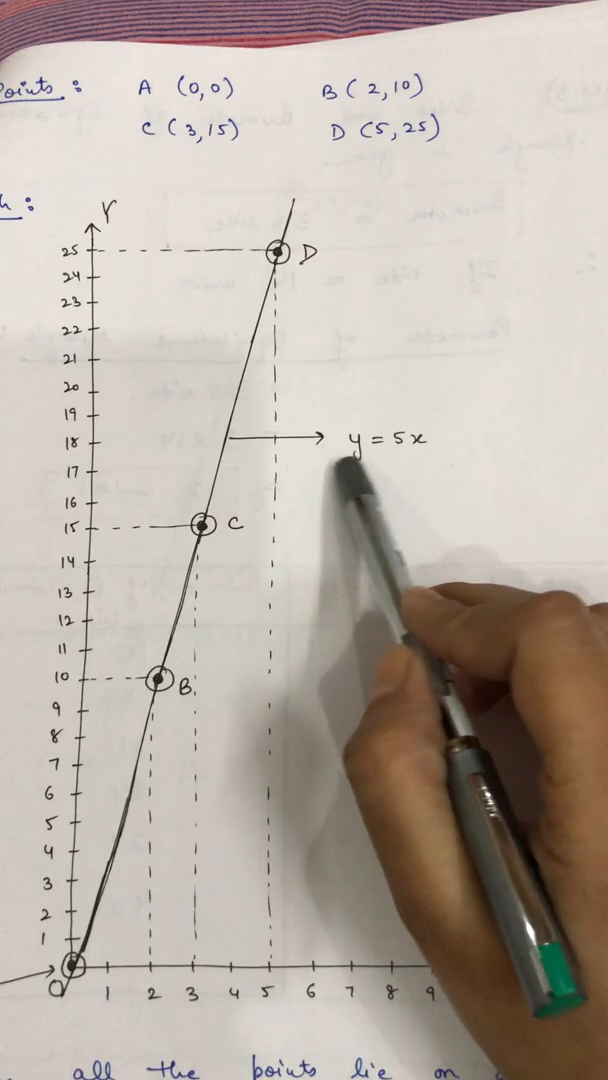 Points : A (0,0) B ( 2,10)
C ( 3,15) D (5,25)
h :
Y
25
D
24
23
22
21
20
19
18 y = 5x
17
16
15 C
14
13
12
11
10 B
9
8
7
6
5
4
3
2
1
O 1 2 3 4 5 6 7 8 9
all the points lie on